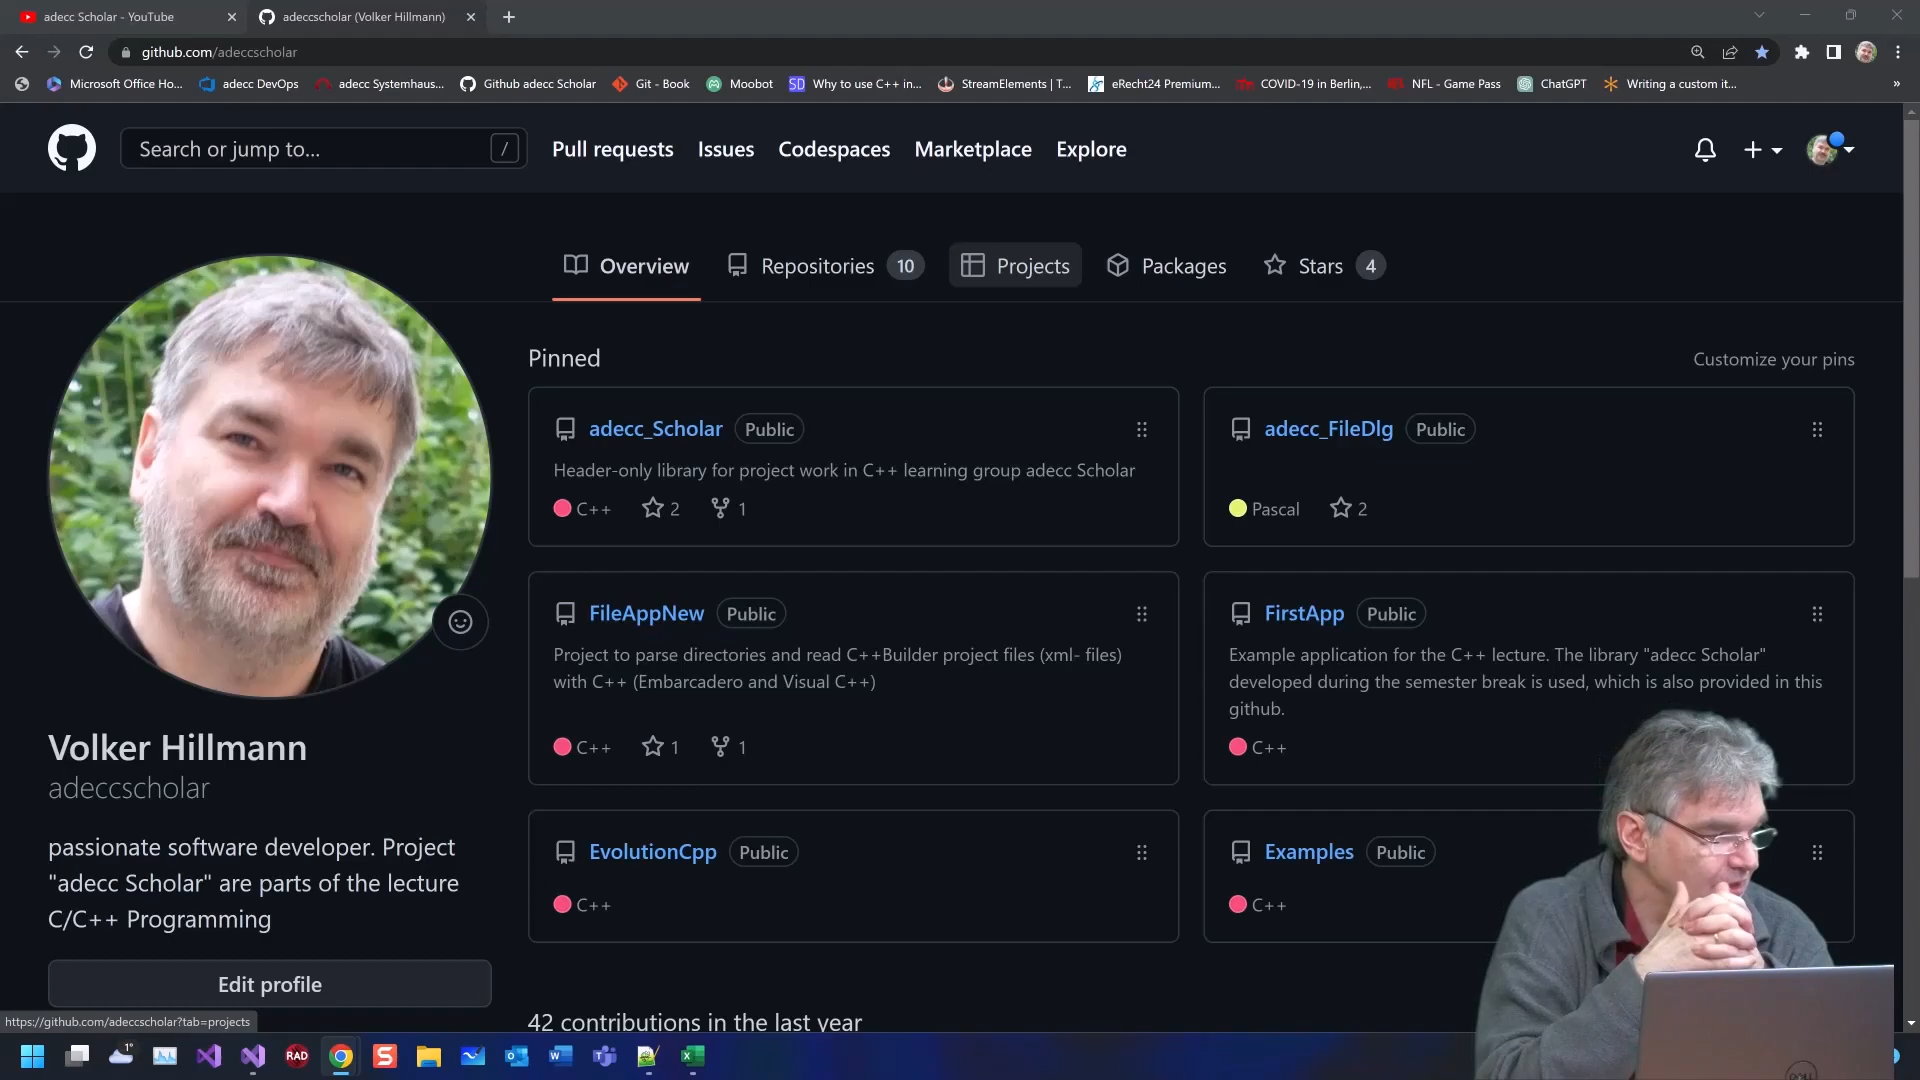 adecc Scholar - YouTube
adeccscholar (Volker Hillmann)
github.com/adeccscholar
Microsoft Office Ho...
adecc DevOps
adecc Systemhaus...
Github adecc Scholar
Git - Book
Moobot
SD
Why to use C++ in...
StreamElements | T...
eRecht24 Premium...
COVID-19 in Berlin,...
NFL - Game Pass
ChatGPT
Writing a custom it...
»
Search or jump to...
/
Pull requests
Issues
Codespaces
Marketplace
Explore
Overview
Repositories 10
Projects
Packages
Stars 4
Pinned
Customize your pins
adecc_Scholar Public
Header-only library for project work in C++ learning group adecc Scholar
C++ 2 1
adecc_FileDlg Public
Pascal 2
FileAppNew Public
Project to parse directories and read C++Builder project files (xml- files)
with C++ (Embarcadero and Visual C++)
C++ 1 1
FirstApp Public
Example application for the C++ lecture. The library "adecc Scholar"
developed during the semester break is used, which is also provided in this
github.
C++
EvolutionCpp Public
C++
Examples Public
C++
Volker Hillmann
adeccscholar
passionate software developer. Project
"adecc Scholar" are parts of the lecture
C/C++ Programming
Edit profile
42 contributions in the last year
https://github.com/adeccscholar?tab=projects
1°
RAD
DELL